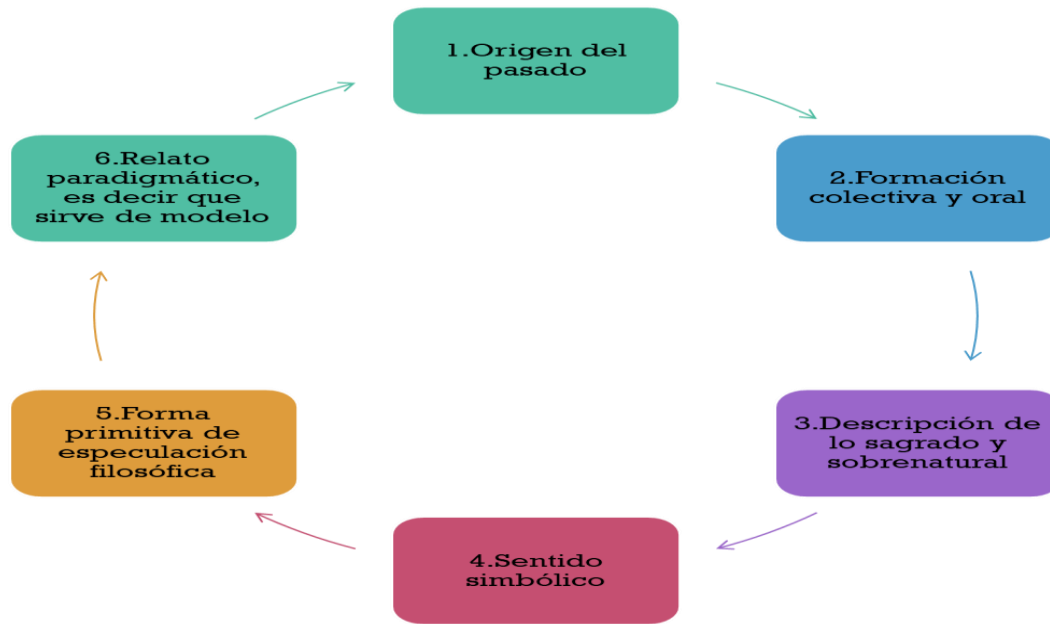 1.Origen del
pasado
2.Formación
colectiva y oral
3.Descripción de
lo sagrado y
sobrenatural
4.Sentido
simbólico
5.Forma
primitiva de
especulación
filosófica
6.Relato
paradigmático,
es decir que
sirve de modelo